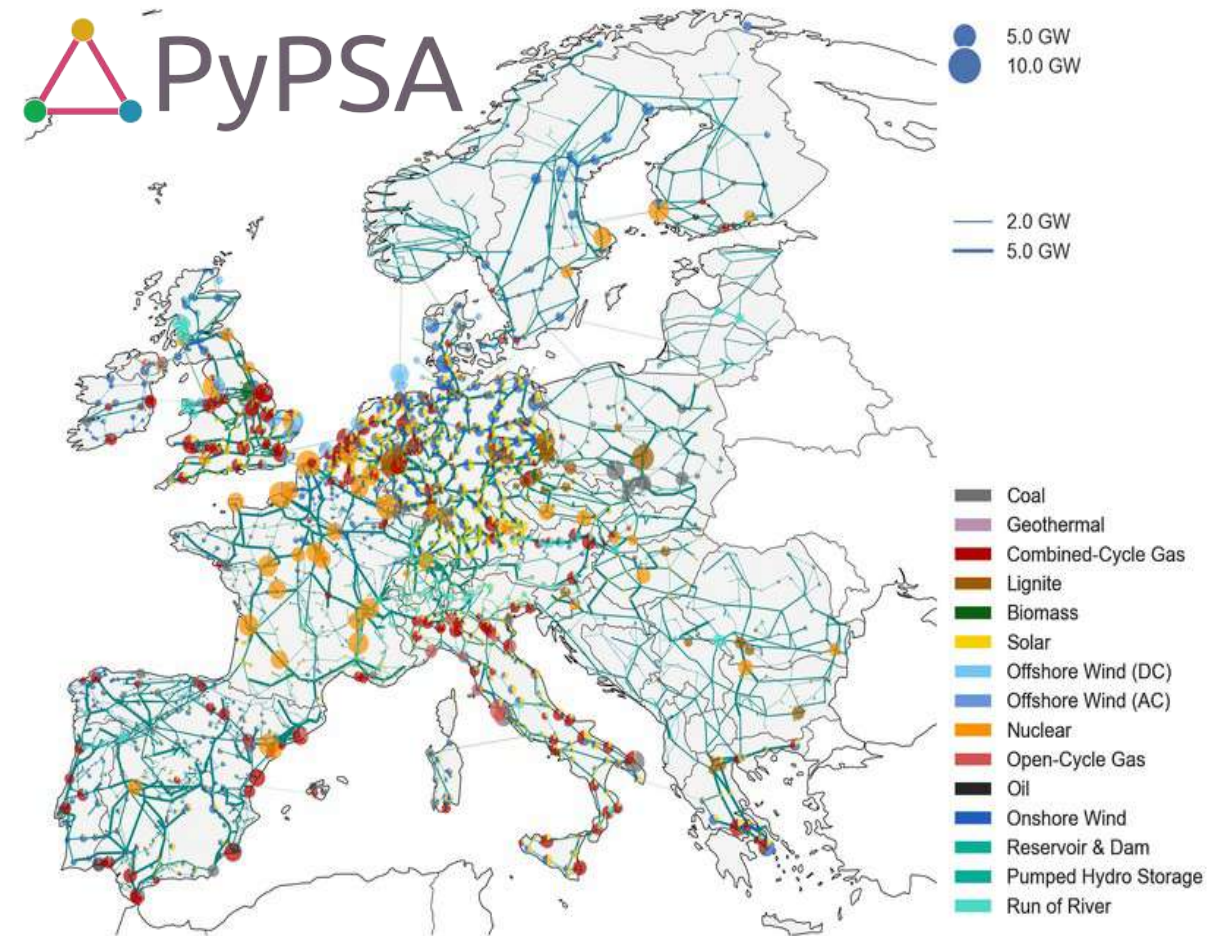 PyPSA
5.0 GW
10.0 GW
2.0 GW
5.0 GW
Coal
Geothermal
Combined-Cycle Gas
Lignite
Biomass
Solar
Offshore Wind (DC)
Offshore Wind (AC)
Nuclear
Open-Cycle Gas
Oil
Onshore Wind
Reservoir & Dam
Pumped Hydro Storage
Run of River